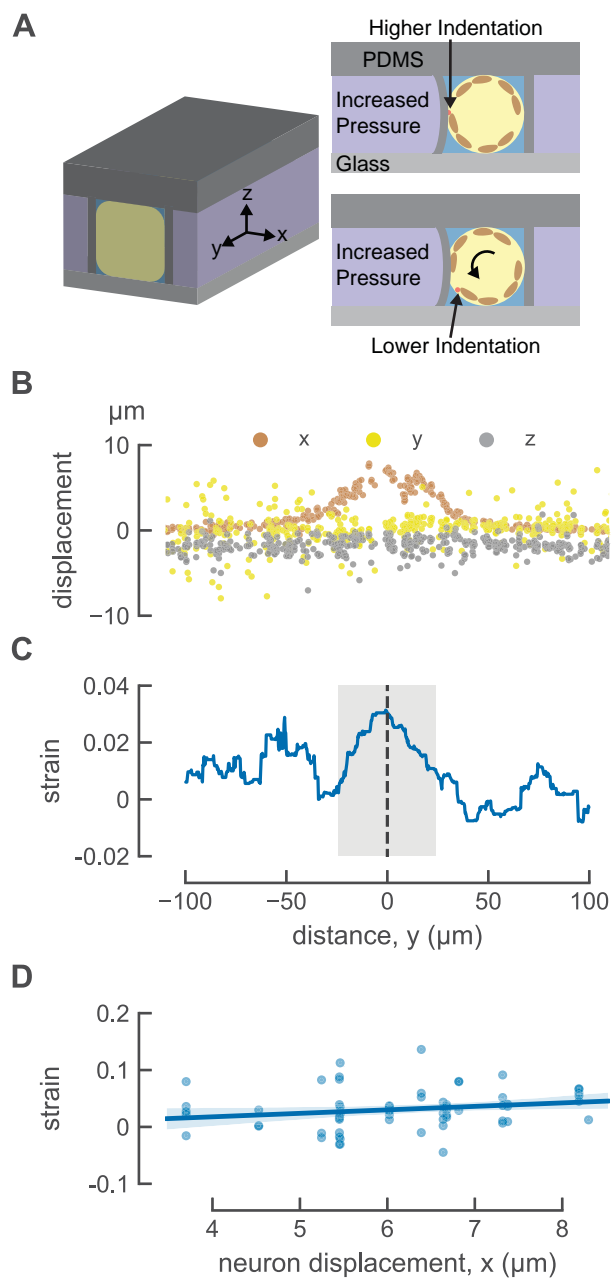 A
Higher Indentation
PDMS
Increased
Pressure
Glass
z
y
x
Increased
Pressure
Lower Indentation
B
μm
x y z
10
0
−10
displacement
C
0.04
0.02
0
-0.02
strain
−100 −50 0 50 100
distance, y (μm)
D
0.2
0.1
0
-0.1
strain
4 5 6 7 8
neuron displacement, x (μm)